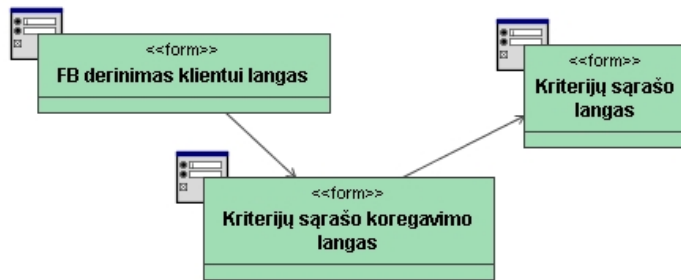 <<form>>
FB derinimas klientui langas
<<form>>
Kriterijų sąrašo
langas
<<form>>
Kriterijų sąrašo koregavimo
langas